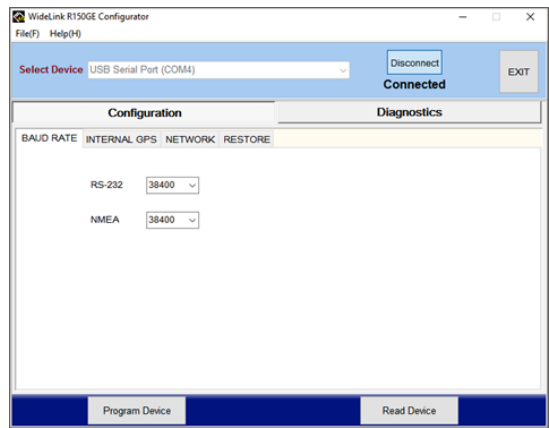 WideLink R150GE Configurator
File(F) Help(H)
Select Device USB Serial Port (COM4) Disconnect
Connected
EXIT
Configuration Diagnostics
BAUD RATE INTERNAL GPS NETWORK RESTORE
RS-232 38400
NMEA 38400
Program Device Read Device